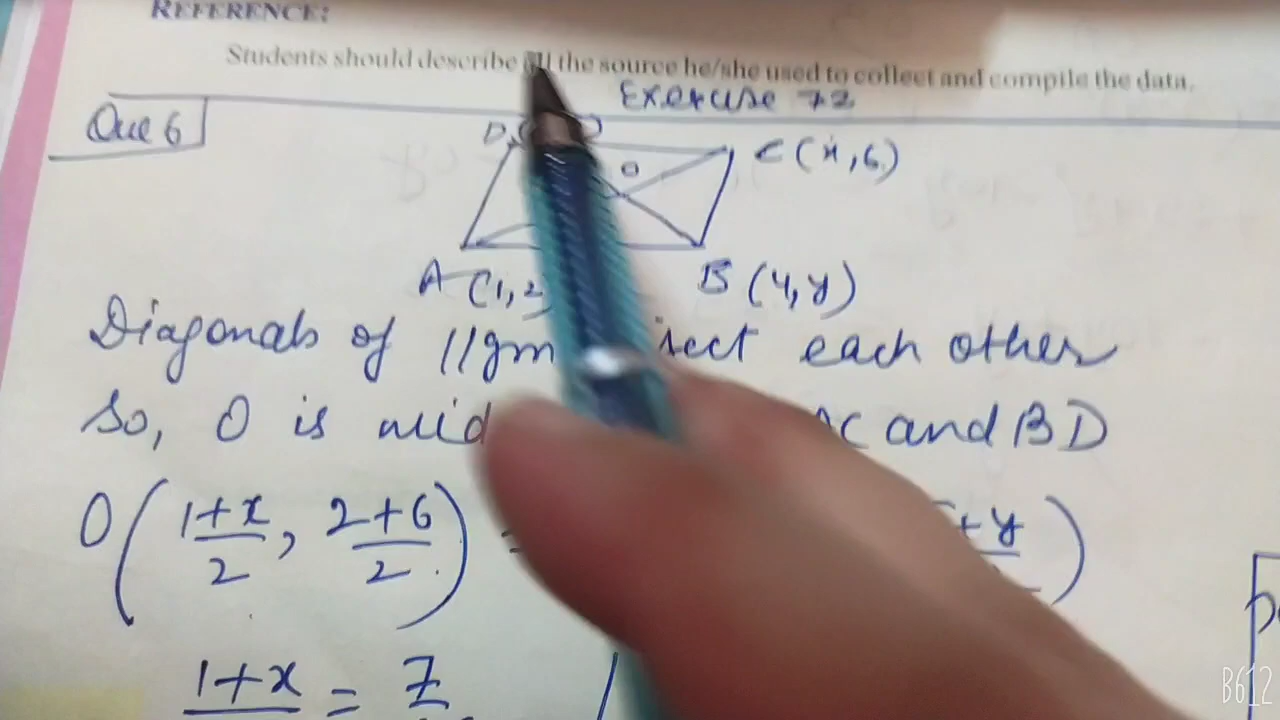 REFERENCE:
Students should describe all the source he/she used to collect and compile the data.
Exercise 7.2
Que 6
D ( )
C (x, 6)
O
A (1, 2)
B (4, y)
Diagonals of ||gm each other
So, O is mid AC and BD
O ( 1+x/2 , 2+6/2 ) = + y )
1+x = 7
B612